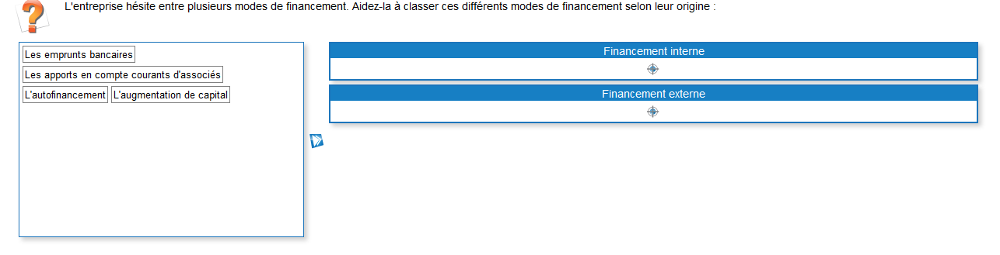 L'entreprise hésite entre plusieurs modes de financement. Aidez-la à classer ces différents modes de financement selon leur origine :
Les emprunts bancaires
Les apports en compte courants d'associés
L'autofinancement L'augmentation de capital
Financement interne
Financement externe